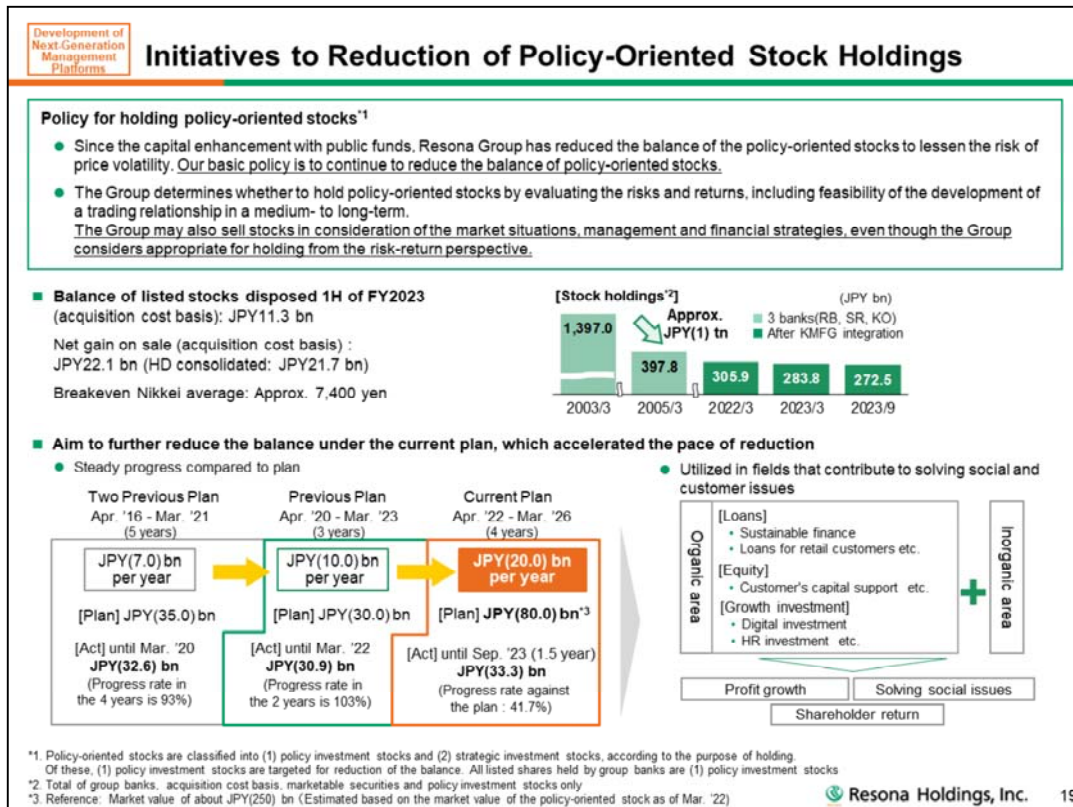 Development of
Next-Generation
Management
Platforms
Initiatives to Reduction of Policy-Oriented Stock Holdings
Policy for holding policy-oriented stocks*1
● Since the capital enhancement with public funds, Resona Group has reduced the balance of the policy-oriented stocks to lessen the risk of
price volatility. Our basic policy is to continue to reduce the balance of policy-oriented stocks.
● The Group determines whether to hold policy-oriented stocks by evaluating the risks and returns, including feasibility of the development of
a trading relationship in a medium- to long-term.
The Group may also sell stocks in consideration of the market situations, management and financial strategies, even though the Group
considers appropriate for holding from the risk-return perspective.
■ Balance of listed stocks disposed 1H of FY2023
(acquisition cost basis): JPY11.3 bn
Net gain on sale (acquisition cost basis) :
JPY22.1 bn (HD consolidated: JPY21.7 bn)
Breakeven Nikkei average: Approx. 7,400 yen
[Stock holdings*2]
(JPY bn)
Approx.
JPY(1) tn
3 banks(RB, SR, KO)
After KMFG integration
1,397.0
397.8
305.9
283.8
272.5
2003/3
2005/3
2022/3
2023/3
2023/9
■ Aim to further reduce the balance under the current plan, which accelerated the pace of reduction
● Steady progress compared to plan
Two Previous Plan
Apr. '16 - Mar. '21
(5 years)
JPY(7.0) bn
per year
[Plan] JPY(35.0) bn
[Act] until Mar. '20
JPY(32.6) bn
(Progress rate in
the 4 years is 93%)
Previous Plan
Apr. '20 - Mar. '23
(3 years)
JPY(10.0) bn
per year
[Plan] JPY(30.0) bn
[Act] until Mar. '22
JPY(30.9) bn
(Progress rate in
the 2 years is 103%)
Current Plan
Apr. '22 - Mar. '26
(4 years)
JPY(20.0) bn
per year
[Plan] JPY(80.0) bn*3
[Act] until Sep. '23 (1.5 year)
JPY(33.3) bn
(Progress rate against
the plan : 41.7%)
● Utilized in fields that contribute to solving social and
customer issues
Organic area
[Loans]
• Sustainable finance
• Loans for retail customers etc.
[Equity]
• Customer's capital support etc.
[Growth investment]
• Digital investment
• HR investment etc.
Inorganic area
Profit growth
Solving social issues
Shareholder return
*1. Policy-oriented stocks are classified into (1) policy investment stocks and (2) strategic investment stocks, according to the purpose of holding.
Of these, (1) policy investment stocks are targeted for reduction of the balance. All listed shares held by group banks are (1) policy investment stocks
*2. Total of group banks, acquisition cost basis, marketable securities and policy investment stocks only
*3. Reference: Market value of about JPY(250) bn (Estimated based on the market value of the policy-oriented stock as of Mar. '22)
Resona Holdings, Inc.
19